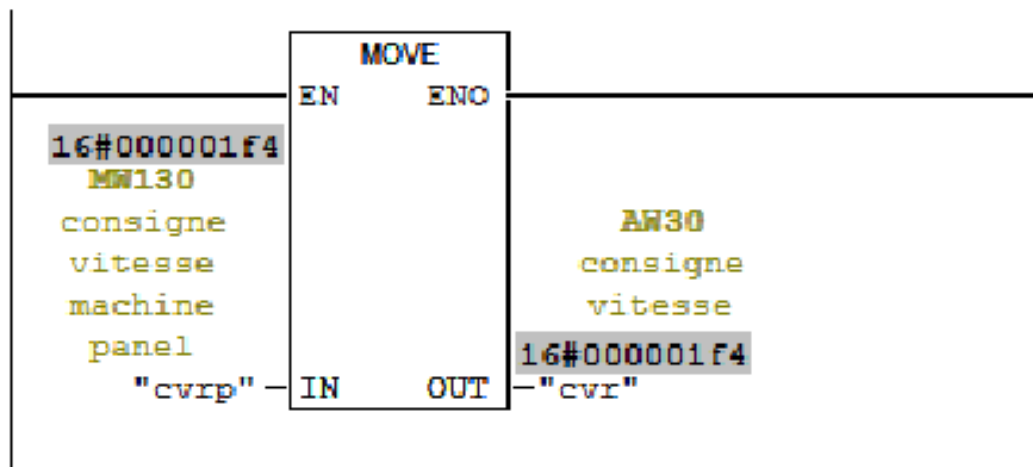 MOVE
EN ENO
16#000001f4
MW130
consigne
vitesse
machine
panel
"cvrp"
IN OUT
AW30
consigne
vitesse
16#000001f4
"cvr"